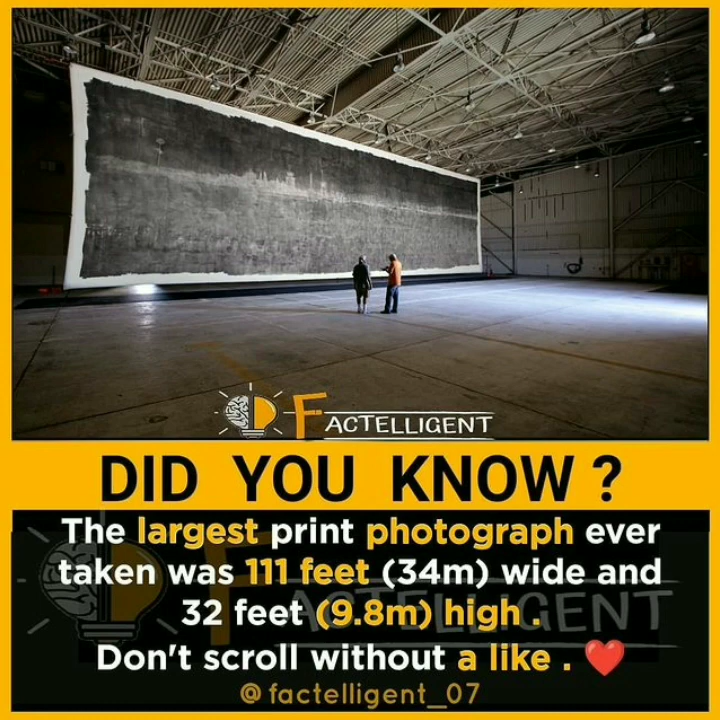 FACTELLIGENT
DID YOU KNOW ?
The largest print photograph ever
taken was 111 feet (34m) wide and
32 feet (9.8m) high .
Don't scroll without a like . ❤️
@factelligent_07